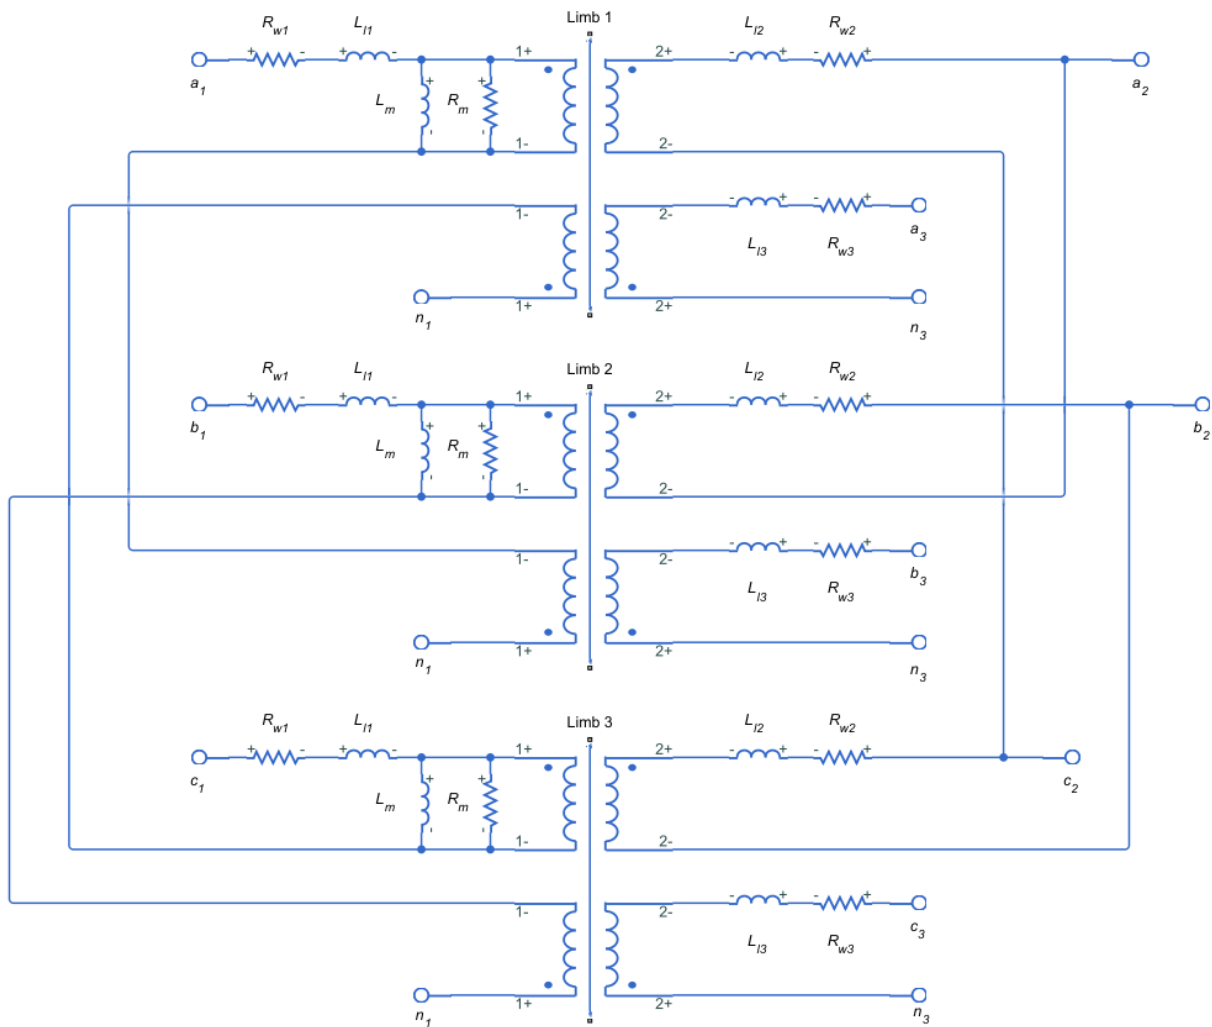 Limb 1
R_w1 L_l1 L_l2 R_w2
+ - + - 1+ 2+ - + - +
a_1 L_m + R_m + a_2
- - 1- 2-
1- 2- - + - +
L_l3 R_w3 a_3
n_1 1+ 2+ n_3
Limb 2
R_w1 L_l1 L_l2 R_w2
+ - + - 1+ 2+ - + - +
b_1 L_m + R_m + b_2
- - 1- 2-
1- 2- - + - +
L_l3 R_w3 b_3
n_1 1+ 2+ n_3
Limb 3
R_w1 L_l1 L_l2 R_w2
+ - + - 1+ 2+ - + - +
c_1 L_m + R_m + c_2
- - 1- 2-
1- 2- - + - +
L_l3 R_w3 c_3
n_1 1+ 2+ n_3